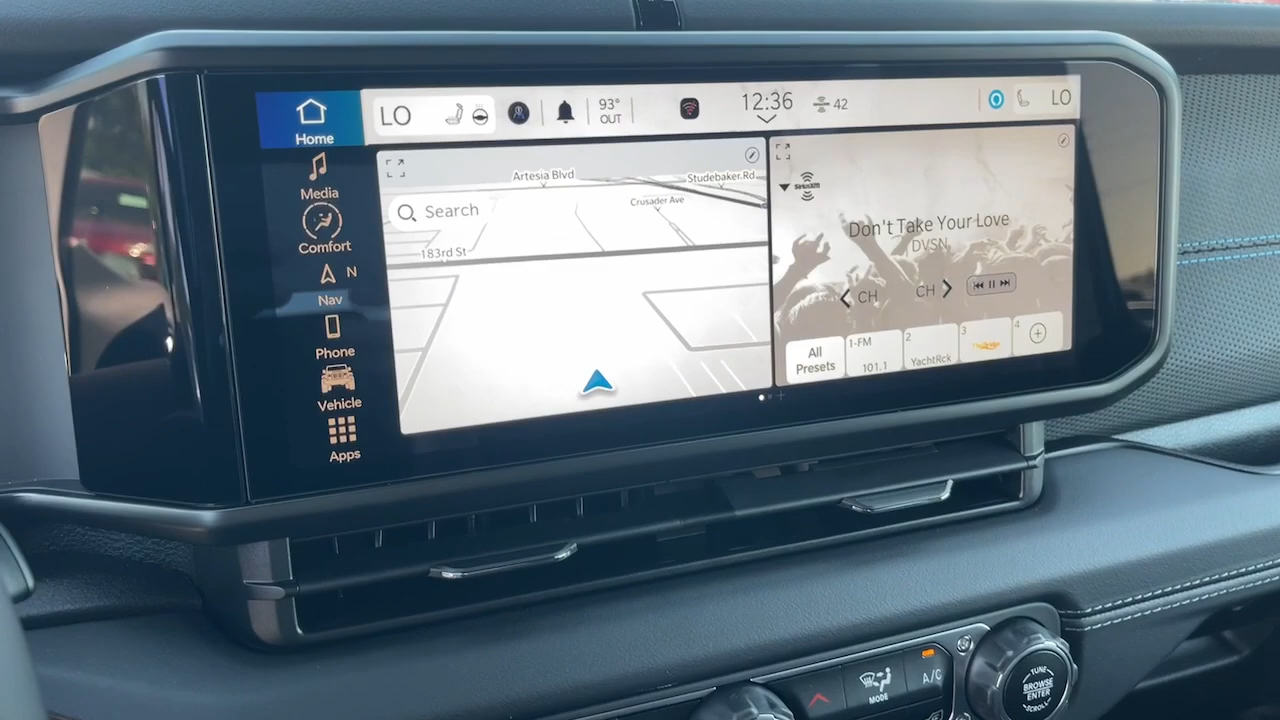 Home
LO
93°
OUT
12:36
42
LO
Media
Comfort
N
Nav
Phone
Vehicle
Apps
Artesia Blvd
Studebaker Rd
Crusader Ave
Search
183rd St
SiriusXM
Don't Take Your Love
DVSN
CH
CH
All
Presets
1-FM
101.1
2
YachtRck
3
4
MODE
A/C
TUNE
BROWSE
ENTER
SCROLL